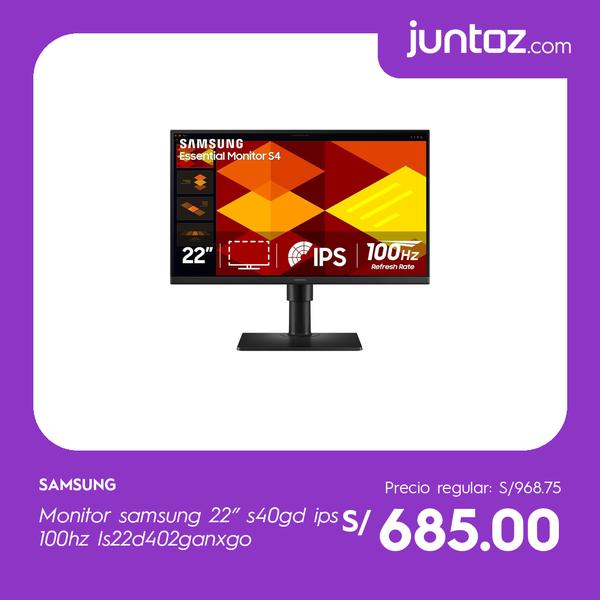 juntoz.com
SAMSUNG
Essential Monitor S4
22" IPS 100Hz
Refresh Rate
SAMSUNG
Precio regular: S/968.75
Monitor samsung 22" s40gd ips
100hz ls22d402ganxgo
S/ 685.00